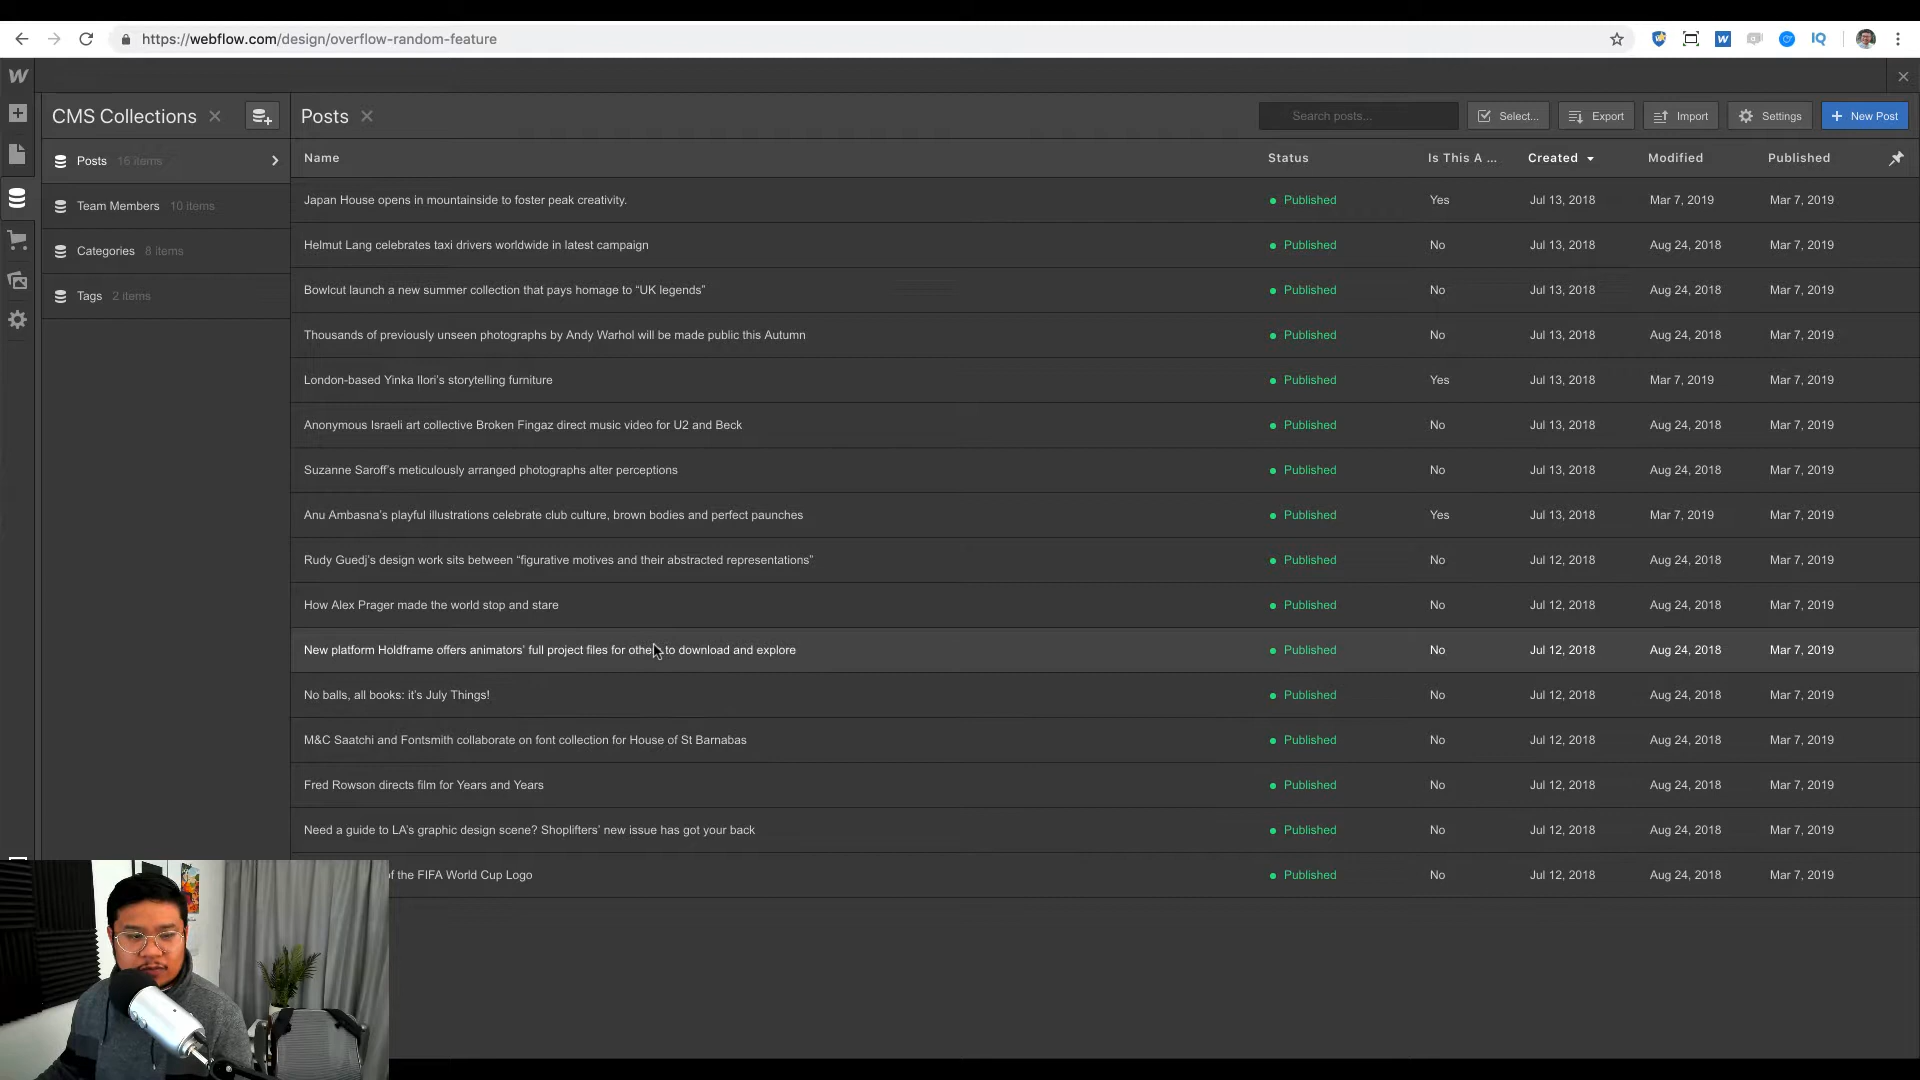 https://webflow.com/design/overflow-random-feature
CMS Collections
Posts 16 items
Team Members 10 items
Categories 8 items
Tags 2 items
Posts
Search posts...
Select...
Export
Import
Settings
New Post
Name Status Is This A ... Created Modified Published
Japan House opens in mountainside to foster peak creativity. Published Yes Jul 13, 2018 Mar 7, 2019 Mar 7, 2019
Helmut Lang celebrates taxi drivers worldwide in latest campaign Published No Jul 13, 2018 Aug 24, 2018 Mar 7, 2019
Bowlcut launch a new summer collection that pays homage to “UK legends” Published No Jul 13, 2018 Aug 24, 2018 Mar 7, 2019
Thousands of previously unseen photographs by Andy Warhol will be made public this Autumn Published No Jul 13, 2018 Aug 24, 2018 Mar 7, 2019
London-based Yinka Ilori’s storytelling furniture Published Yes Jul 13, 2018 Mar 7, 2019 Mar 7, 2019
Anonymous Israeli art collective Broken Fingaz direct music video for U2 and Beck Published No Jul 13, 2018 Aug 24, 2018 Mar 7, 2019
Suzanne Saroff’s meticulously arranged photographs alter perceptions Published No Jul 13, 2018 Aug 24, 2018 Mar 7, 2019
Anu Ambasna’s playful illustrations celebrate club culture, brown bodies and perfect paunches Published Yes Jul 13, 2018 Mar 7, 2019 Mar 7, 2019
Rudy Guedj’s design work sits between “figurative motives and their abstracted representations” Published No Jul 12, 2018 Aug 24, 2018 Mar 7, 2019
How Alex Prager made the world stop and stare Published No Jul 12, 2018 Aug 24, 2018 Mar 7, 2019
New platform Holdframe offers animators’ full project files for to download and explore Published No Jul 12, 2018 Aug 24, 2018 Mar 7, 2019
No balls, all books: it’s July Things! Published No Jul 12, 2018 Aug 24, 2018 Mar 7, 2019
M&C Saatchi and Fontsmith collaborate on font collection for House of St Barnabas Published No Jul 12, 2018 Aug 24, 2018 Mar 7, 2019
Fred Rowson directs film for Years and Years Published No Jul 12, 2018 Aug 24, 2018 Mar 7, 2019
Need a guide to LA’s graphic design scene? Shoplifters’ new issue has got your back Published No Jul 12, 2018 Aug 24, 2018 Mar 7, 2019
of the FIFA World Cup Logo Published No Jul 12, 2018 Aug 24, 2018 Mar 7, 2019